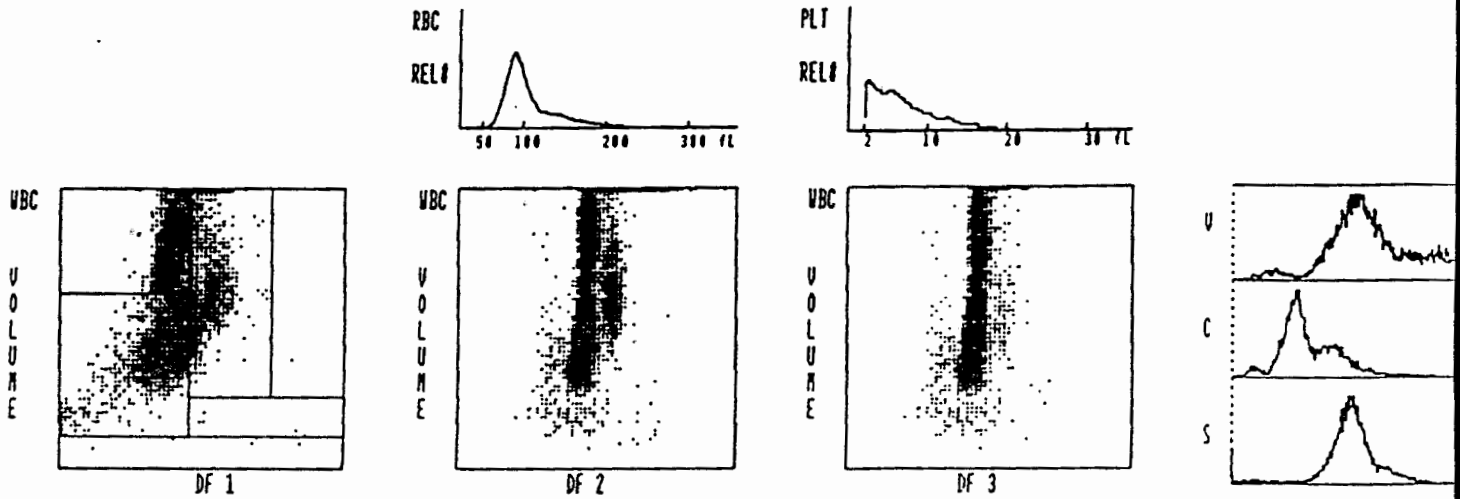 RBC
REL#
50 100 200 300 fL
PLT
REL#
2 10 20 30 fL
WBC
VOLUME
DF 1
WBC
VOLUME
DF 2
WBC
VOLUME
DF 3
V
C
S